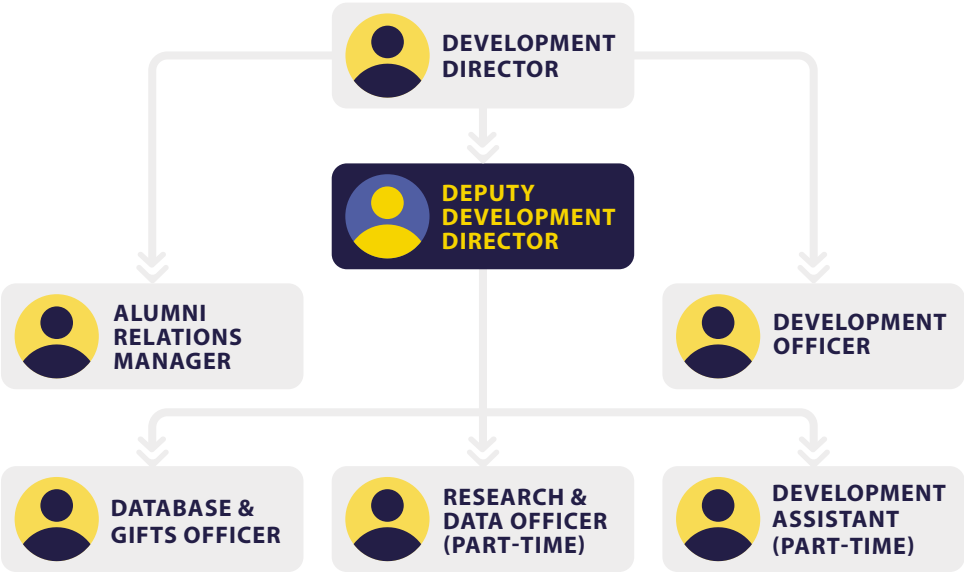 DEVELOPMENT
DIRECTOR
DEPUTY
DEVELOPMENT
DIRECTOR
ALUMNI
RELATIONS
MANAGER
DEVELOPMENT
OFFICER
DATABASE &
GIFTS OFFICER
RESEARCH &
DATA OFFICER
(PART-TIME)
DEVELOPMENT
ASSISTANT
(PART-TIME)